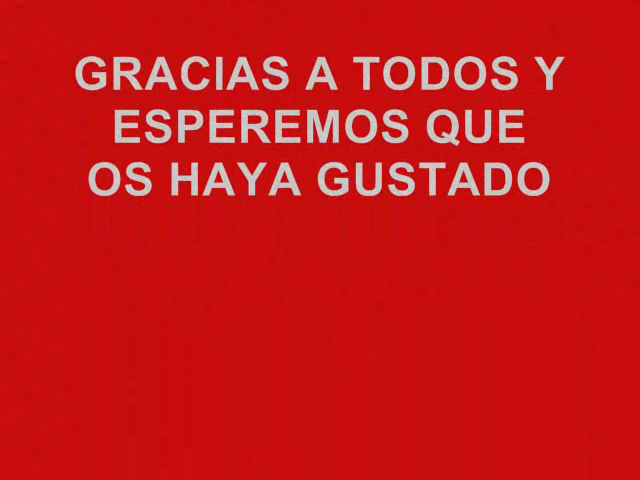 GRACIAS A TODOS Y
ESPEREMOS QUE
OS HAYA GUSTADO